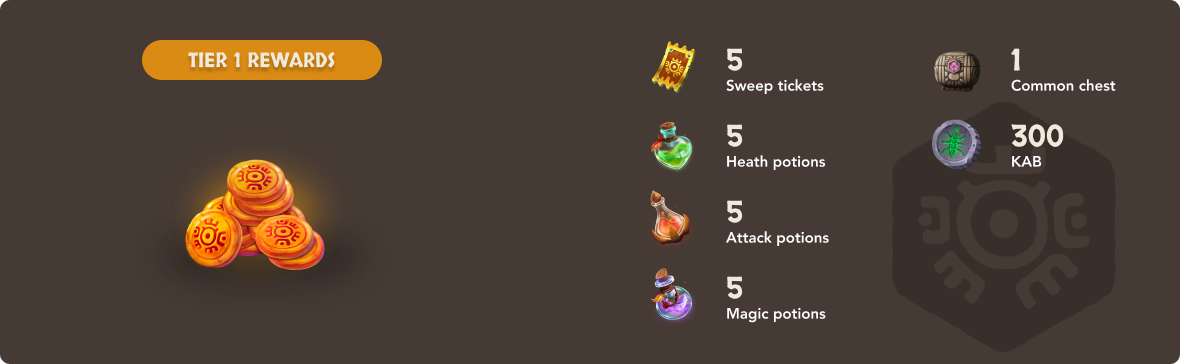 TIER 1 REWARDS
5
Sweep tickets
5
Heath potions
5
Attack potions
5
Magic potions
1
Common chest
300
KAB